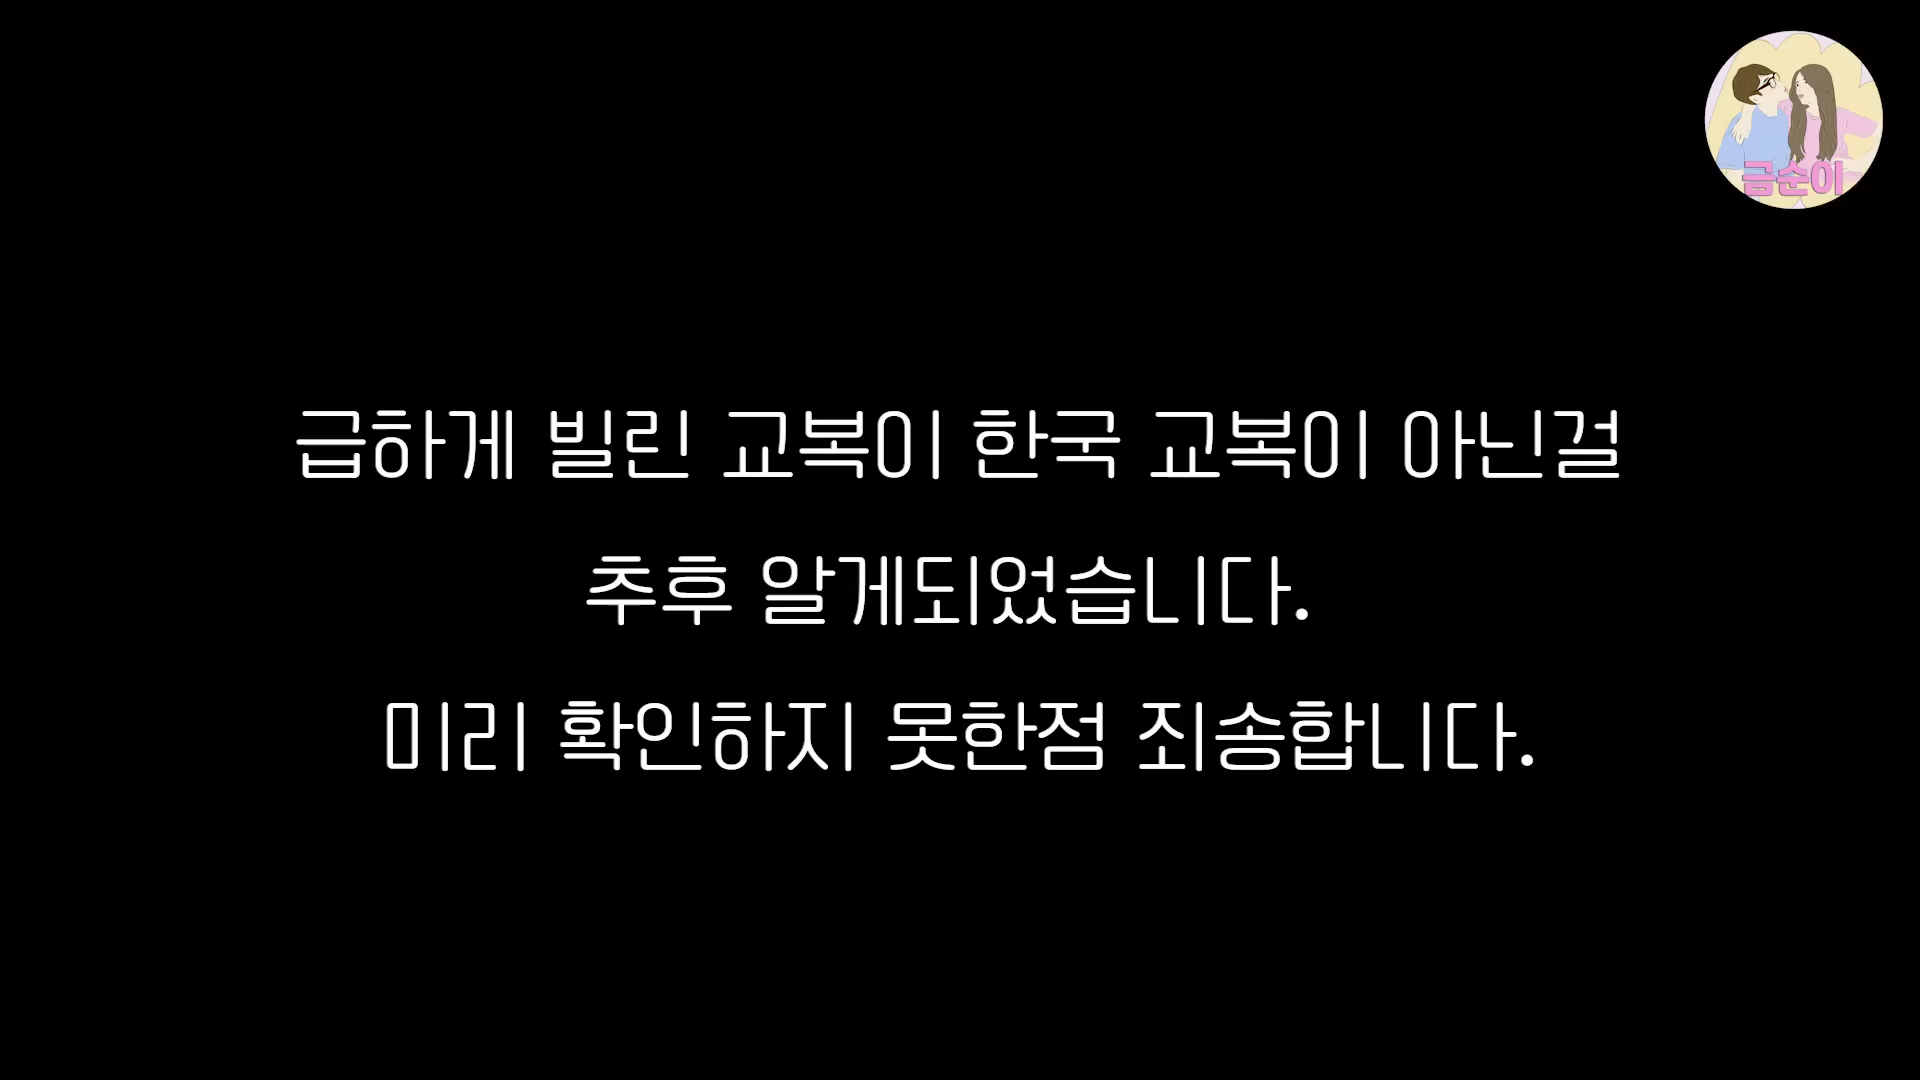 금순이
급하게 빌린 교복이 한국 교복이 아닌걸
추후 알게되었습니다.
미리 확인하지 못한점 죄송합니다.